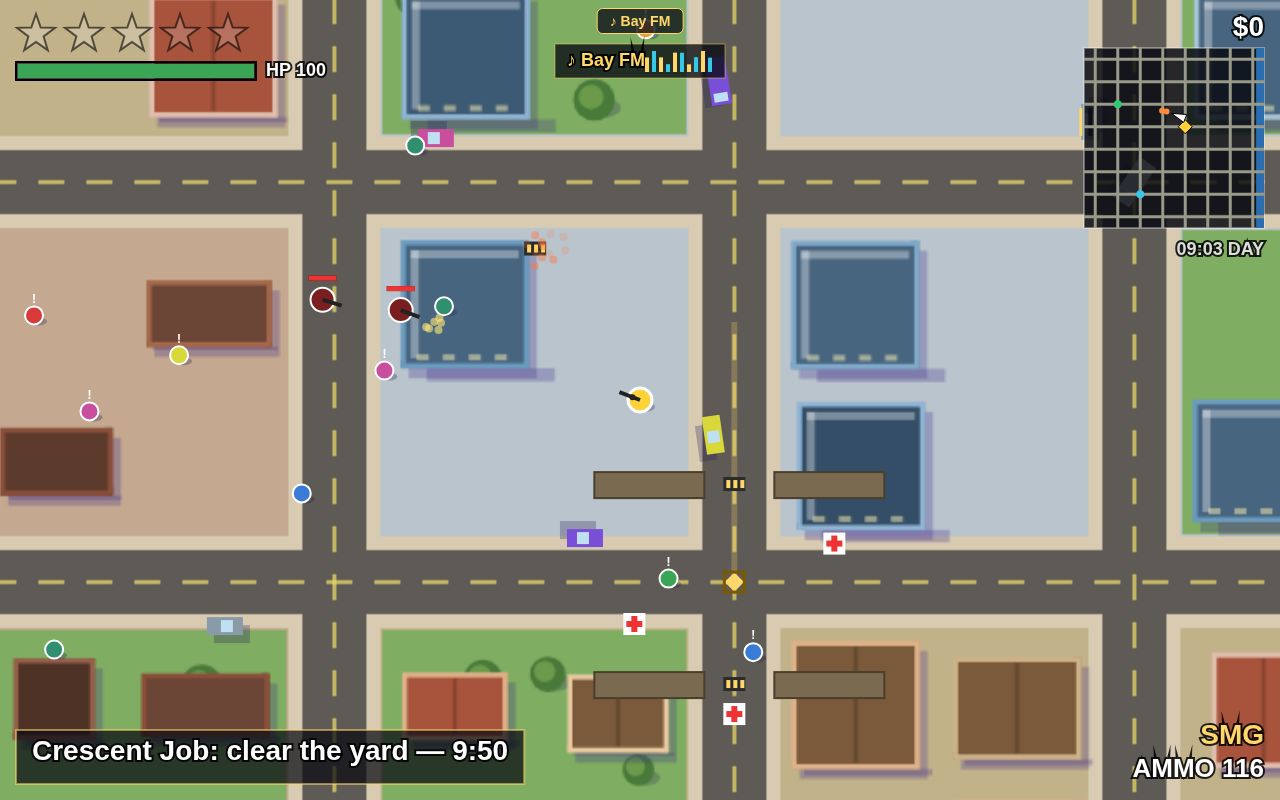 ♪ Bay FM
$0
HP 100
♪ Bay FM
09:03 DAY
!
!
!
!
!
!
Crescent Job: clear the yard — 9:50
SMG
AMMO 116